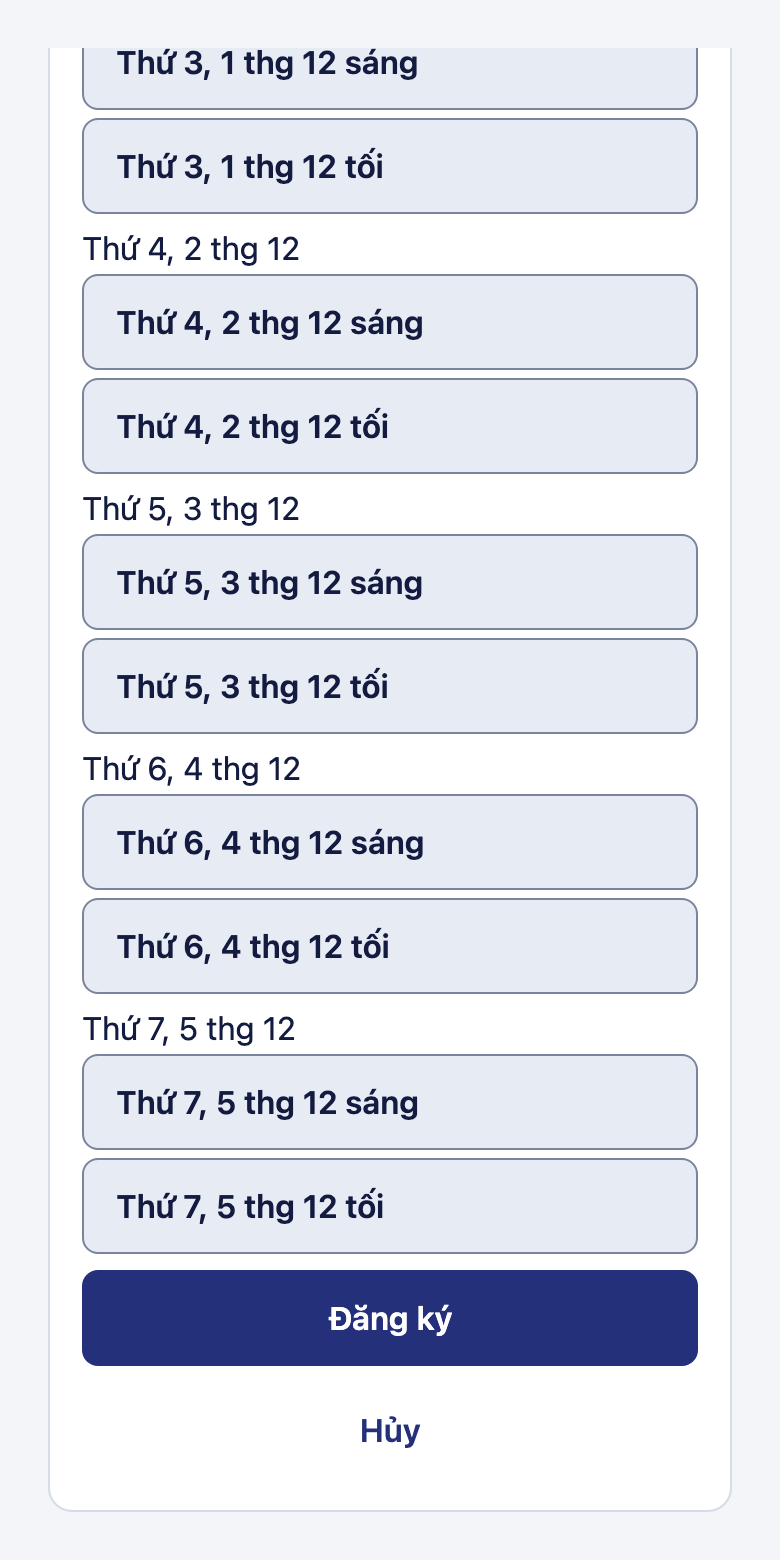 Thứ 3, 1 thg 12 sáng
Thứ 3, 1 thg 12 tối
Thứ 4, 2 thg 12
Thứ 4, 2 thg 12 sáng
Thứ 4, 2 thg 12 tối
Thứ 5, 3 thg 12
Thứ 5, 3 thg 12 sáng
Thứ 5, 3 thg 12 tối
Thứ 6, 4 thg 12
Thứ 6, 4 thg 12 sáng
Thứ 6, 4 thg 12 tối
Thứ 7, 5 thg 12
Thứ 7, 5 thg 12 sáng
Thứ 7, 5 thg 12 tối
Đăng ký
Hủy